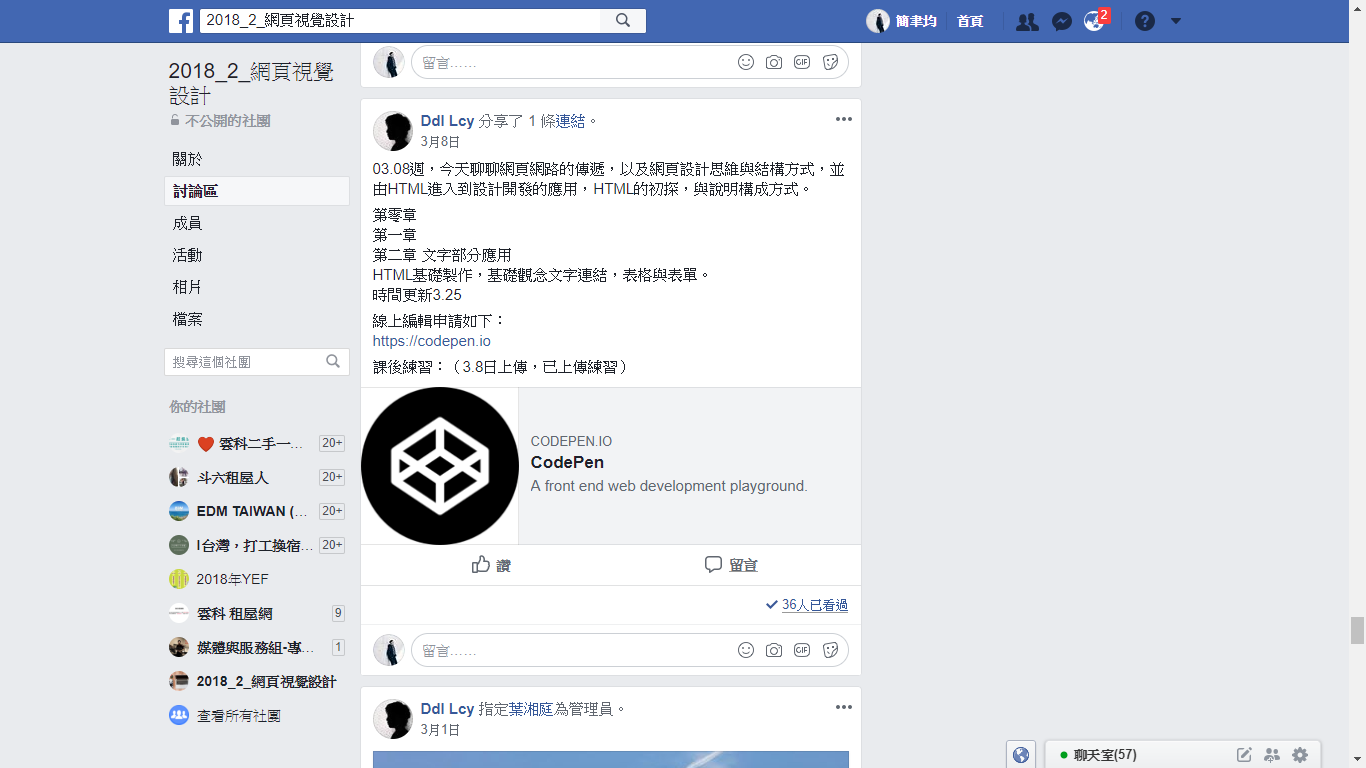 2018_2_網頁視覺設計
簡聿均
首頁
2
2018_2_網頁視覺
設計
不公開的社團
關於
討論區
成員
活動
相片
檔案
搜尋這個社團
你的社團
雲科二手一... 20+
斗六租屋人 20+
EDM TAIWAN (... 20+
I台灣，打工換宿... 20+
2018年YEF
雲科 租屋網 9
媒體與服務組-專... 1
2018_2_網頁視覺設計
查看所有社團
留言......
GIF
Ddl Lcy 分享了 1 條連結。
3月8日
03.08週，今天聊聊網頁網路的傳遞，以及網頁設計思維與結構方式，並
由HTML進入到設計開發的應用，HTML的初探，與說明構成方式。
第零章
第一章
第二章 文字部分應用
HTML基礎製作，基礎觀念文字連結，表格與表單。
時間更新3.25
線上編輯申請如下：
https://codepen.io
課後練習：（3.8日上傳，已上傳練習）
CODEPEN.IO
CodePen
A front end web development playground.
讚 留言
36人已看過
留言......
GIF
Ddl Lcy 指定葉湘庭為管理員。
3月1日
聊天室(57)